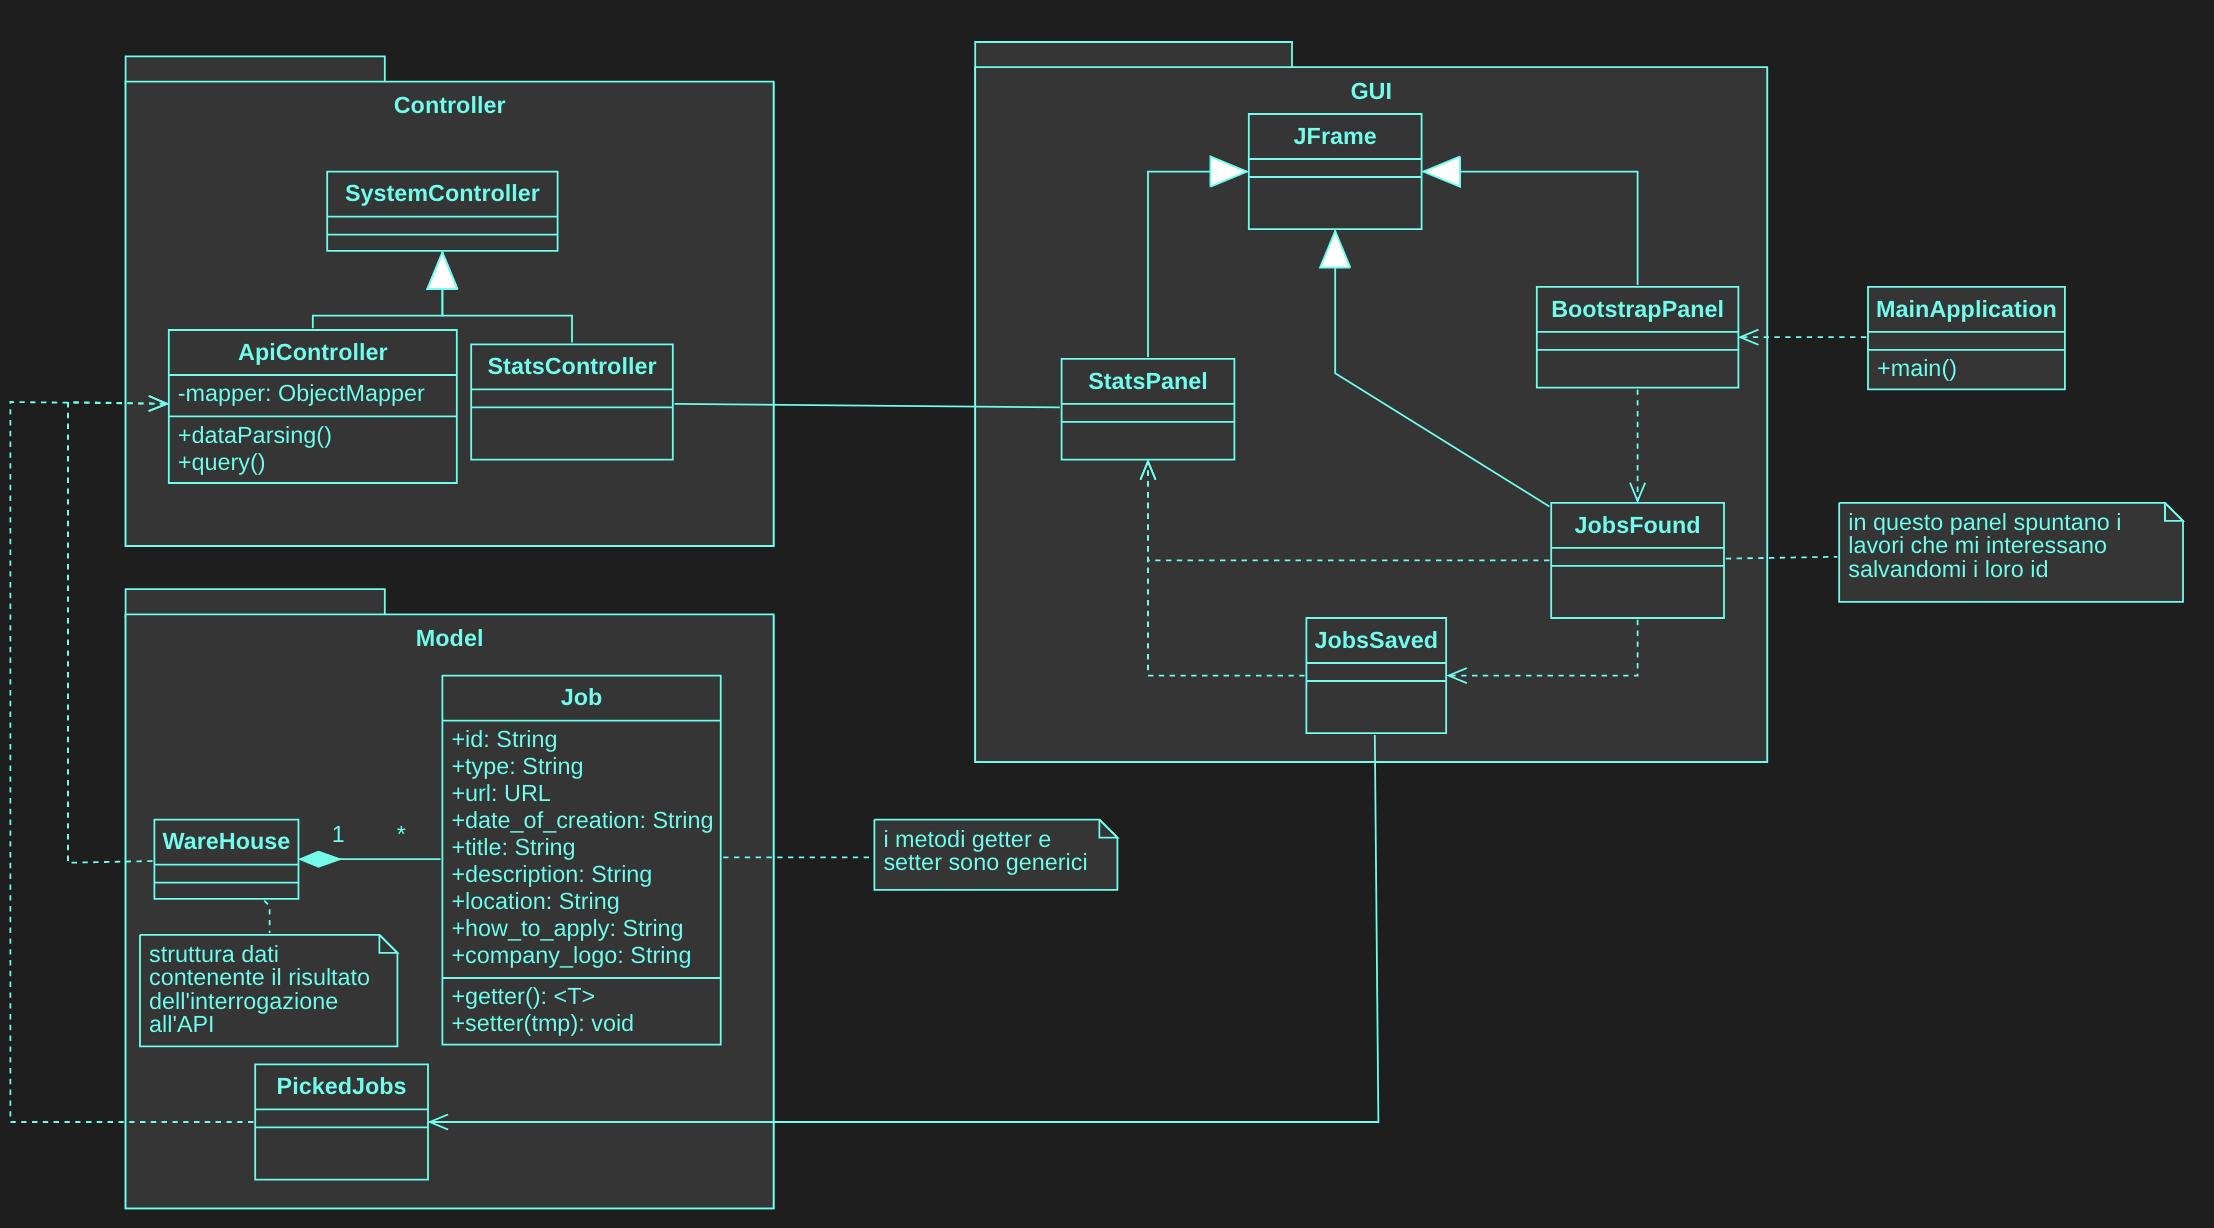 Controller
SystemController
ApiController
-mapper: ObjectMapper
+dataParsing()
+query()
StatsController
GUI
JFrame
StatsPanel
BootstrapPanel
MainApplication
+main()
JobsFound
in questo panel spuntano i
lavori che mi interessano
salvandomi i loro id
JobsSaved
Model
Job
+id: String
+type: String
+url: URL
+date_of_creation: String
+title: String
+description: String
+location: String
+how_to_apply: String
+company_logo: String
+getter(): <T>
+setter(tmp): void
WareHouse
1
*
i metodi getter e
setter sono generici
struttura dati
contenente il risultato
dell'interrogazione
all'API
PickedJobs